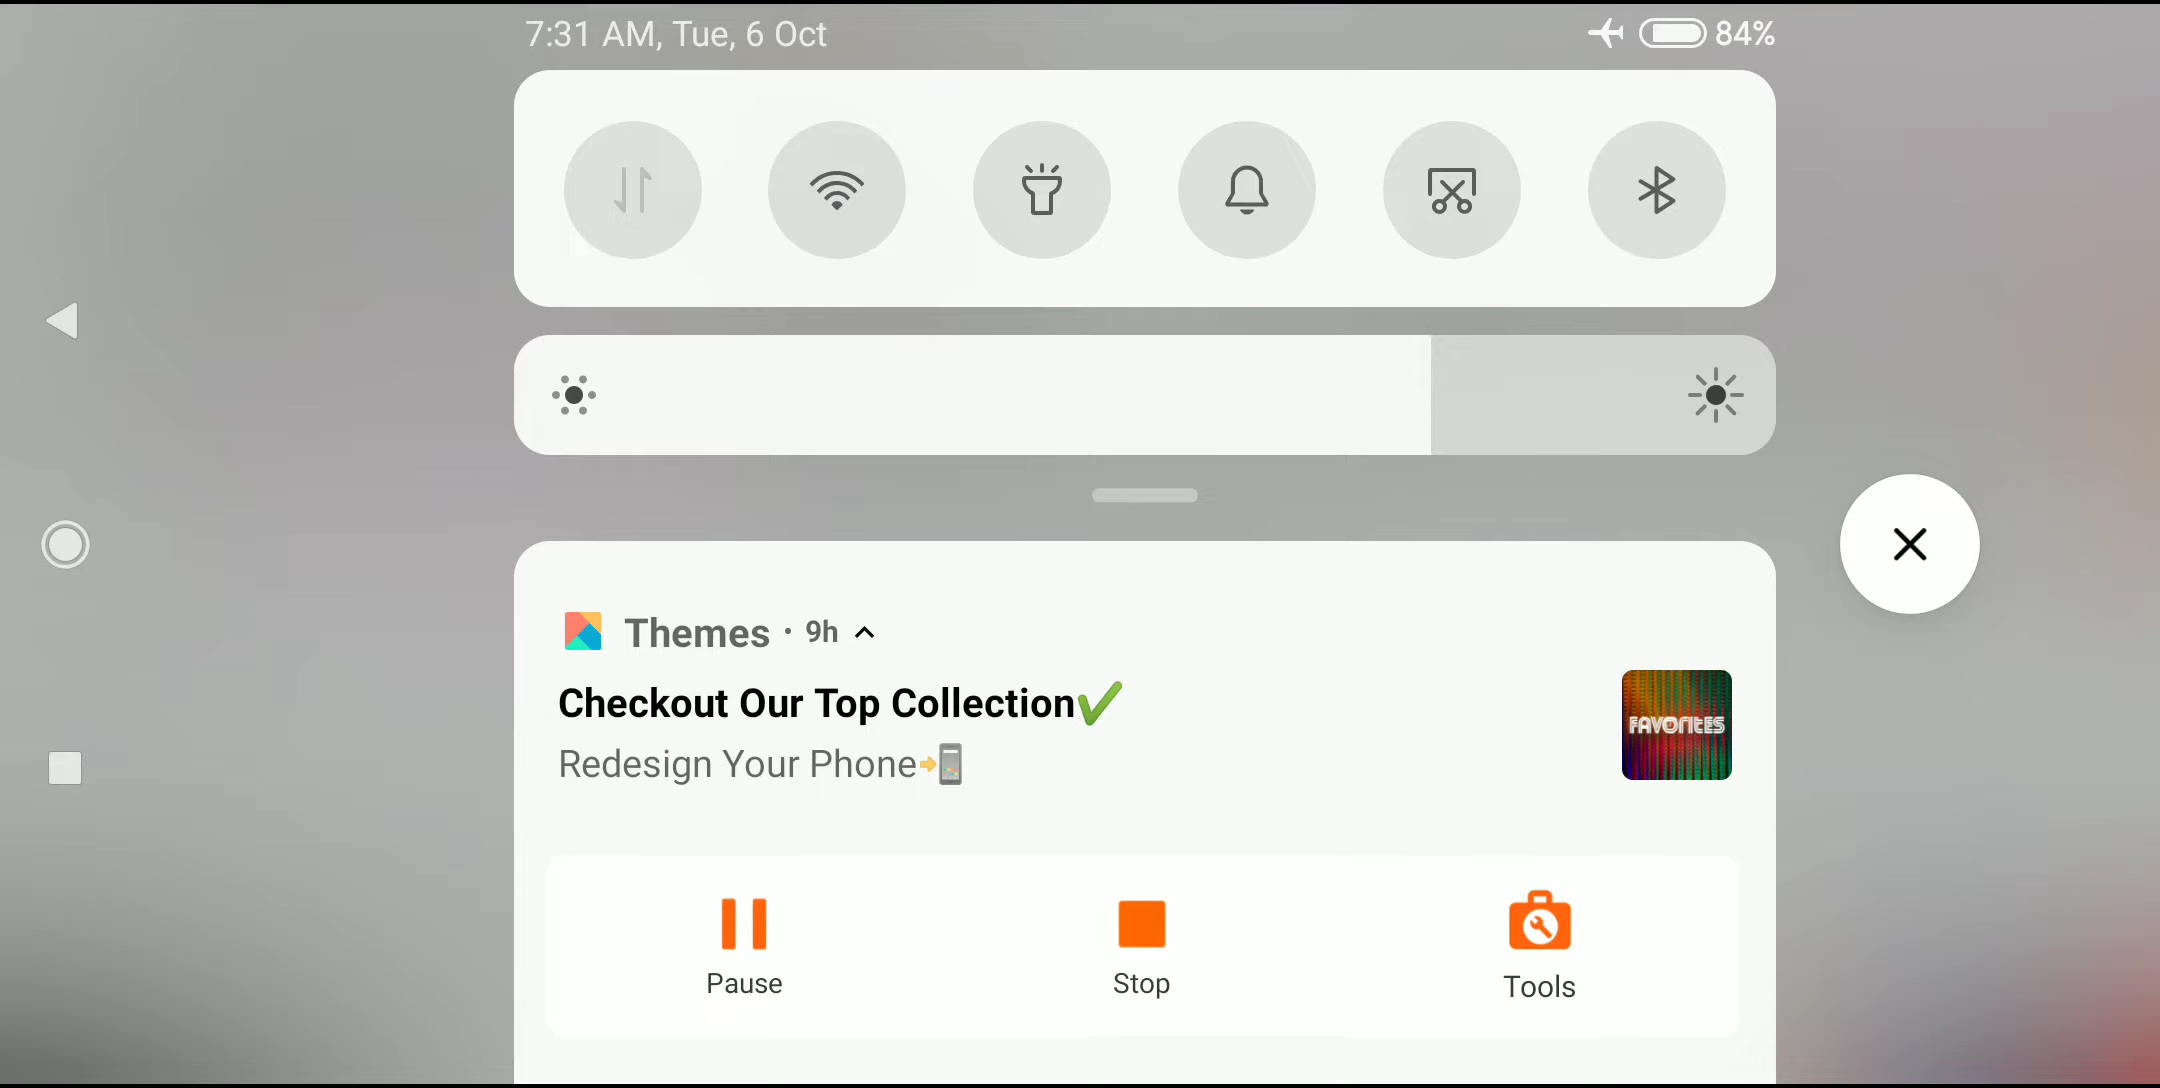 7:31 AM, Tue, 6 Oct
84%
Themes · 9h
Checkout Our Top Collection✔
Redesign Your Phone➡📱
FAVORITES
Pause
Stop
Tools